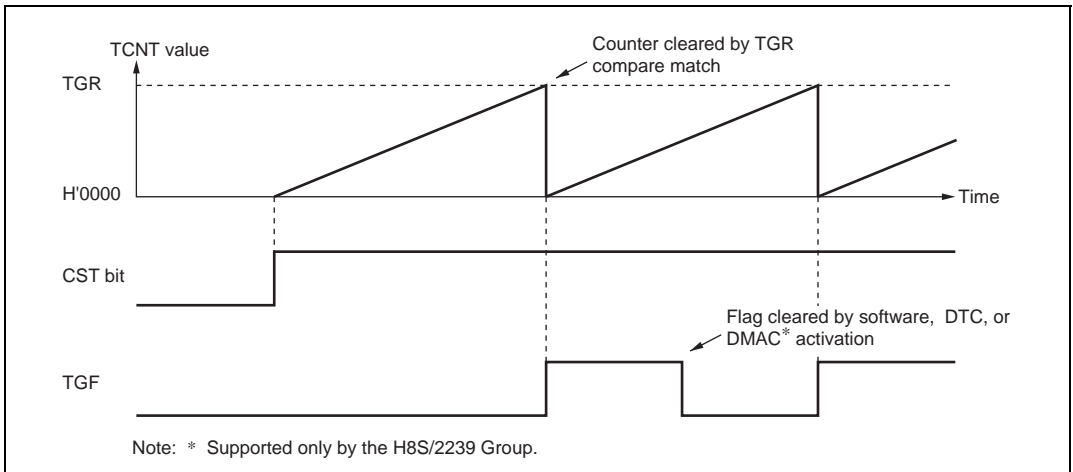 TCNT value
Counter cleared by TGR
compare match
TGR
H'0000
Time
CST bit
Flag cleared by software, DTC, or
DMAC* activation
TGF
Note: * Supported only by the H8S/2239 Group.